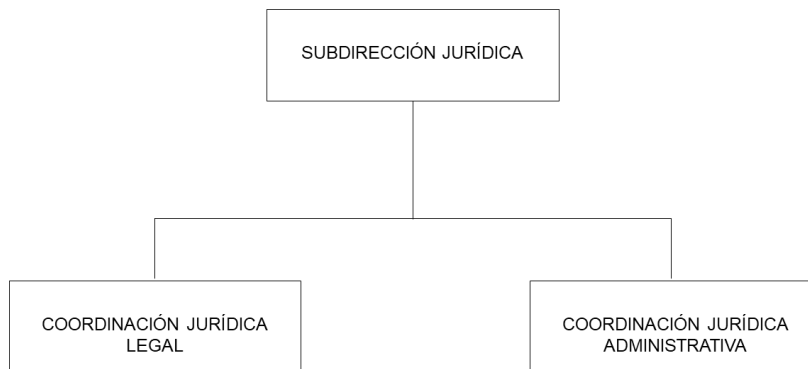 SUBDIRECCIÓN JURÍDICA
COORDINACIÓN JURÍDICA
LEGAL
COORDINACIÓN JURÍDICA
ADMINISTRATIVA